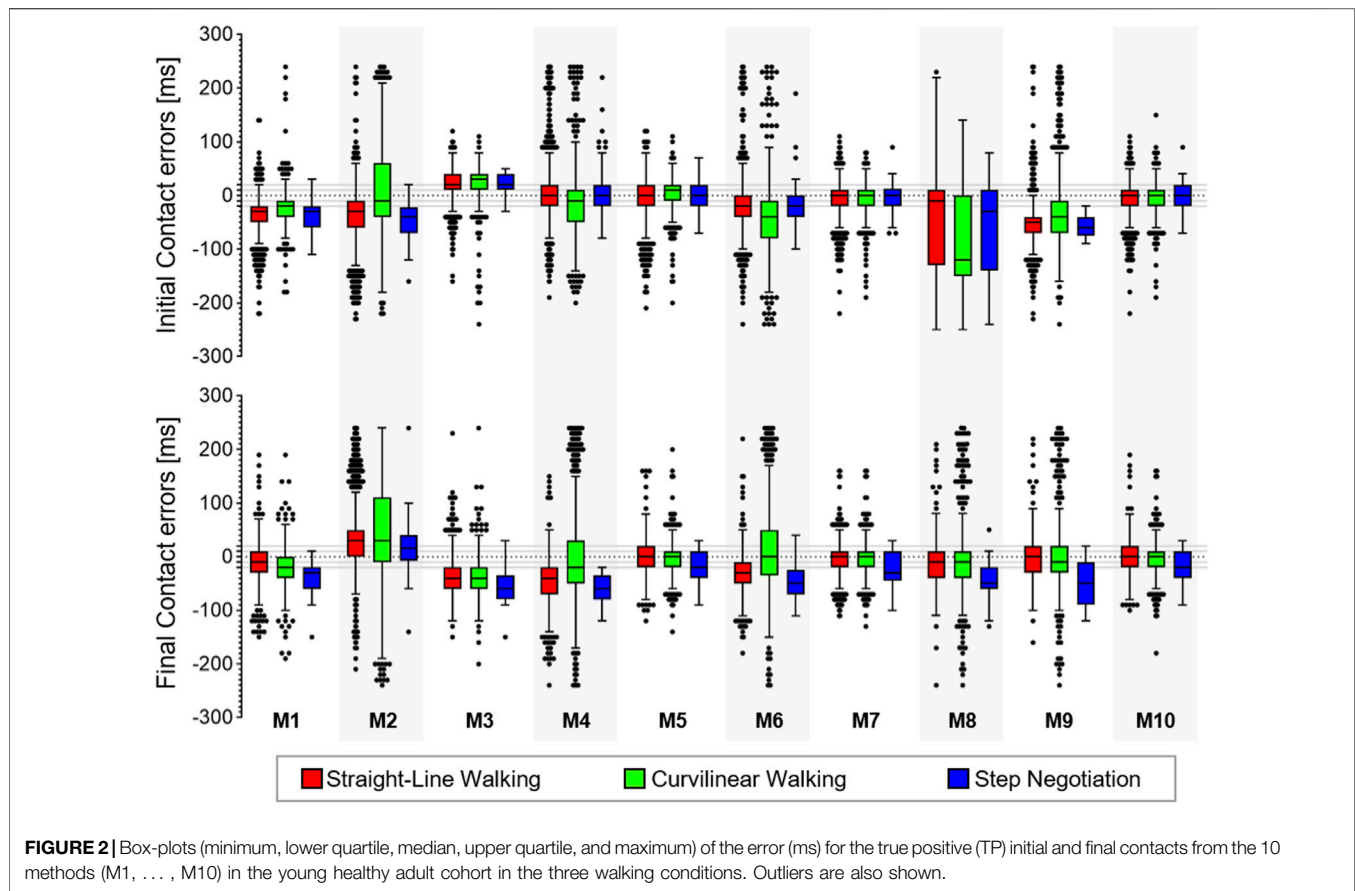 300
200
100
0
-100
-200
-300
Initial Contact errors [ms]
300
200
100
0
-100
-200
-300
Final Contact errors [ms]
M1 M2 M3 M4 M5 M6 M7 M8 M9 M10
Straight-Line Walking Curvilinear Walking Step Negotiation
FIGURE 2 | Box-plots (minimum, lower quartile, median, upper quartile, and maximum) of the error (ms) for the true positive (TP) initial and final contacts from the 10
methods (M1, ... , M10) in the young healthy adult cohort in the three walking conditions. Outliers are also shown.